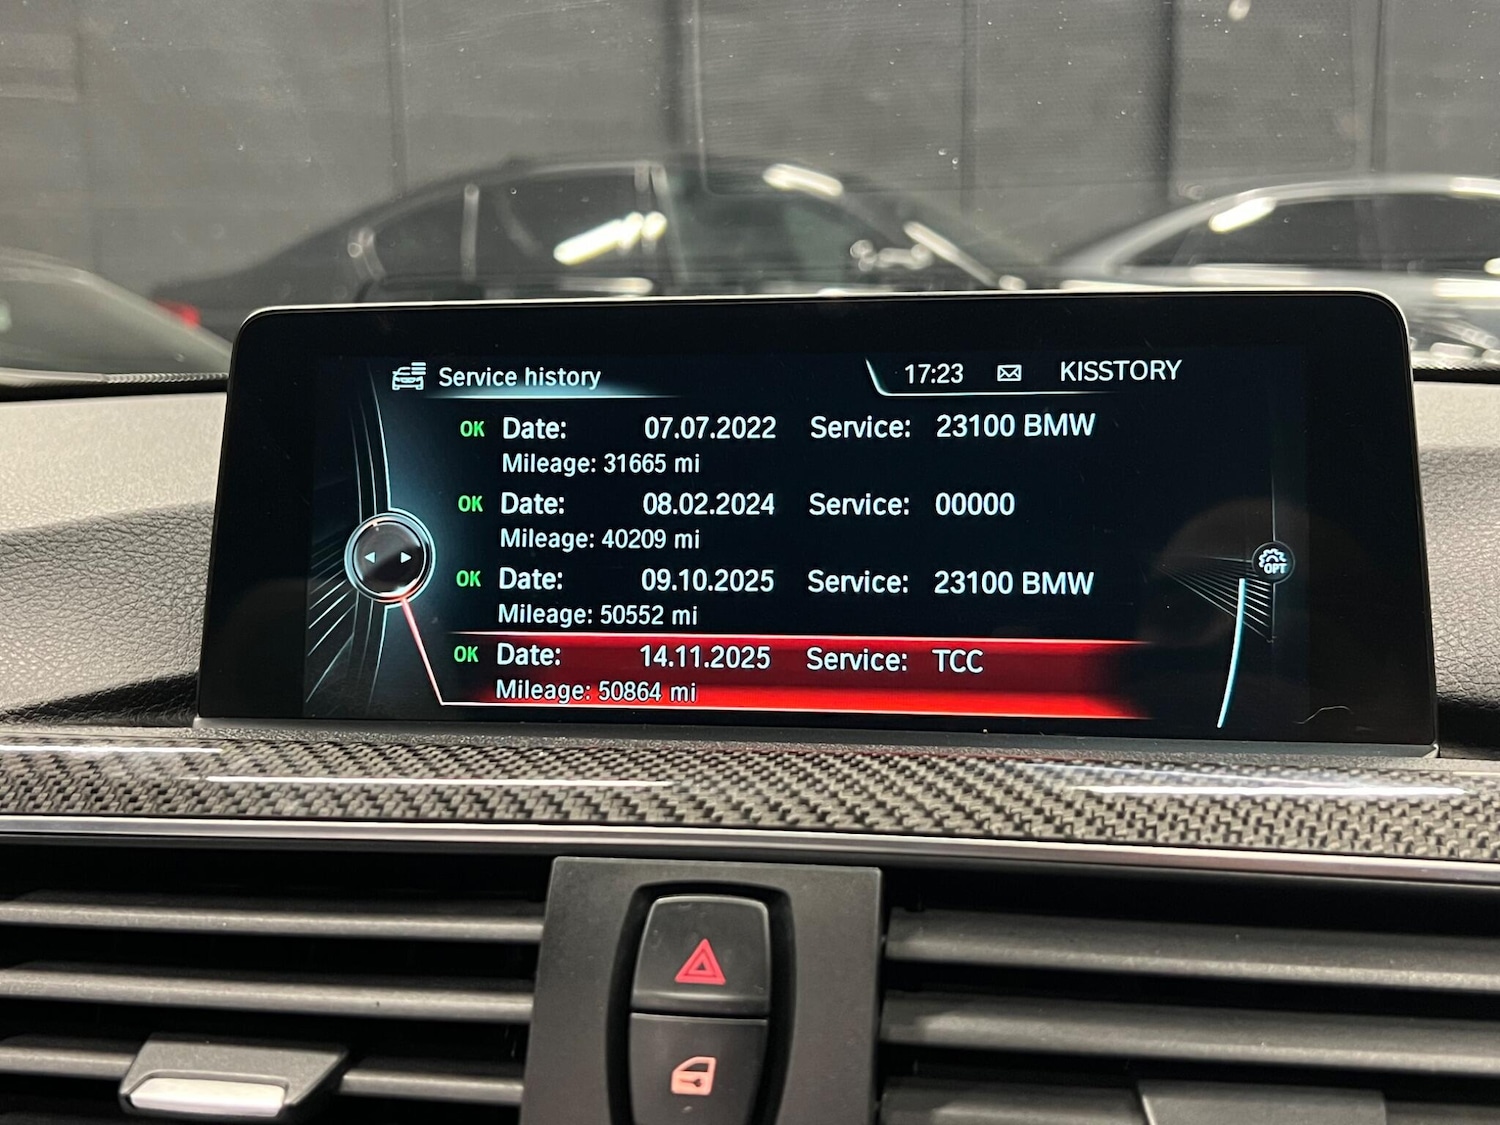 Service history 17:23 KISSTORY
OK Date: 07.07.2022 Service: 23100 BMW
Mileage: 31665 mi
OK Date: 08.02.2024 Service: 00000
Mileage: 40209 mi
OK Date: 09.10.2025 Service: 23100 BMW
Mileage: 50552 mi
OPT
OK Date: 14.11.2025 Service: TCC
Mileage: 50864 mi